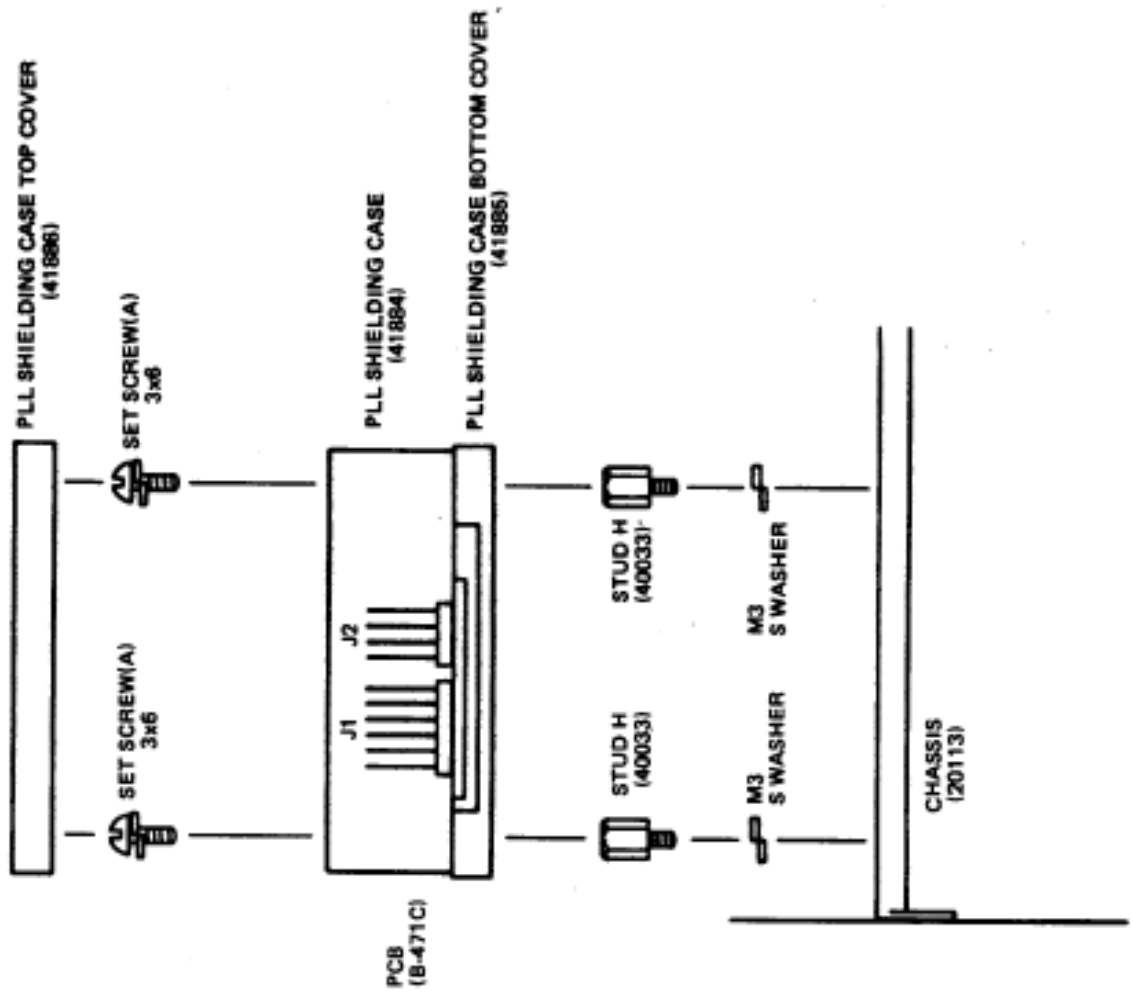 PLL SHIELDING CASE TOP COVER
(41886)
SET SCREW(A)
3x6
SET SCREW(A)
3x6
PLL SHIELDING CASE
(41884)
PLL SHIELDING CASE BOTTOM COVER
(41885)
J1
J2
PCB
(B-471C)
STUD H
(40033)
STUD H
(40033)
M3
S WASHER
M3
S WASHER
CHASSIS
(20113)